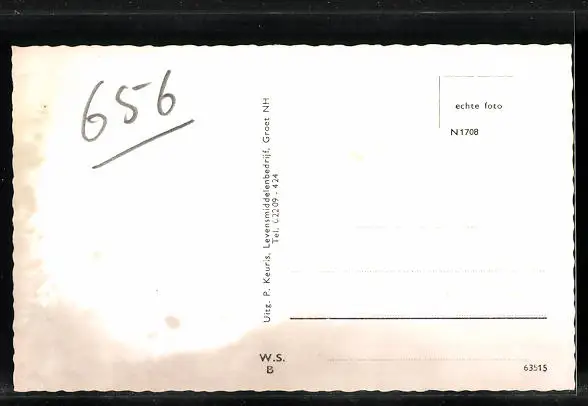 656
echte foto
N1708
Uitg. P. Keuris, Levensmiddelenbedrijf, Groet NH
Tel. 02209 - 424
W.S.
B
63515